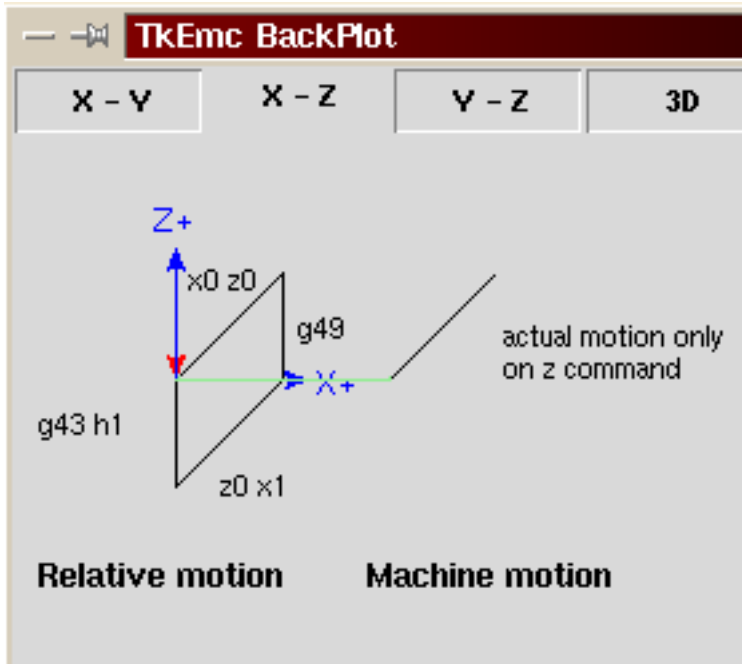 TkEmc BackPlot
X - Y
X - Z
Y - Z
3D
Z+
x0 z0
g49
actual motion only
on z command
X+
g43 h1
z0 x1
Relative motion
Machine motion